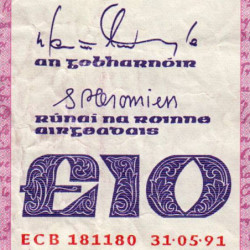 an gobharnóir
rúnaí na roinne
airgeadais
£10
ECB 181180 31·05·91